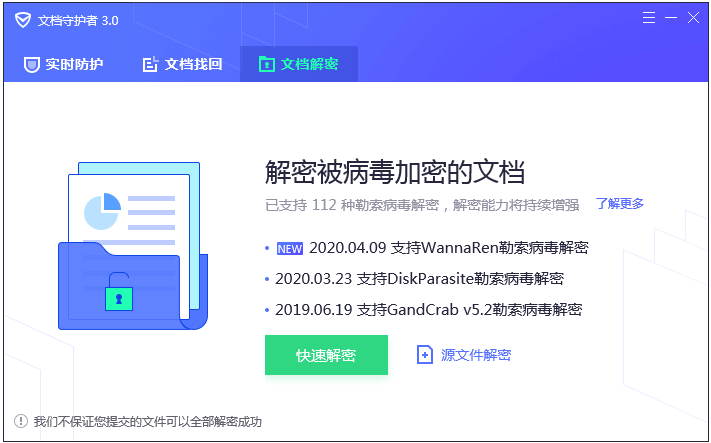 文档守护者 3.0
实时防护 文档找回 文档解密
解密被病毒加密的文档
已支持 112 种勒索病毒解密，解密能力将持续增强 了解更多
NEW 2020.04.09 支持WannaRen勒索病毒解密
2020.03.23 支持DiskParasite勒索病毒解密
2019.06.19 支持GandCrab v5.2勒索病毒解密
快速解密 源文件解密
我们不保证您提交的文件可以全部解密成功